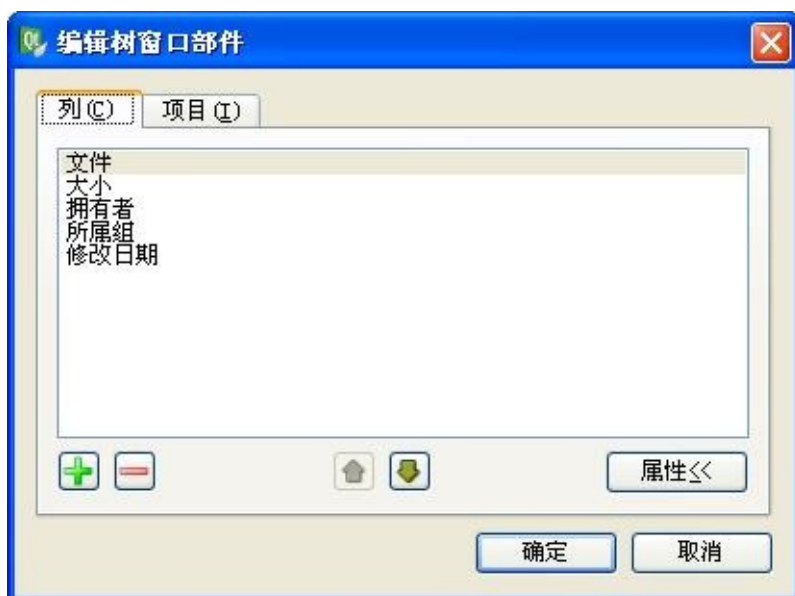 编辑树窗口部件
列(C) 项目(I)
文件
大小
拥有者
所属组
修改日期
属性<<
确定 取消